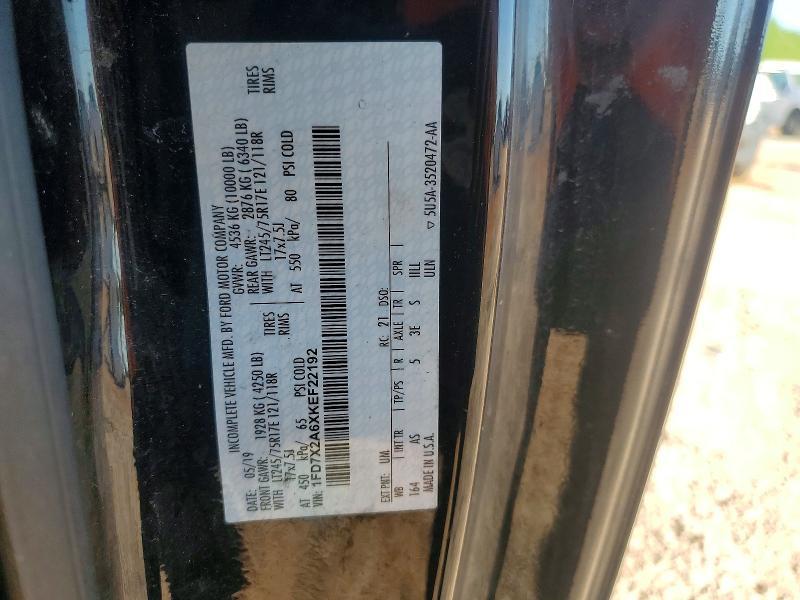 INCOMPLETE VEHICLE MFD. BY FORD MOTOR COMPANY
DATE: 05/19 GVWR: 4536 KG (10000 LB)
FRONT GAWR: 1928 KG (4250 LB) REAR GAWR: 2876 KG (6340 LB)
WITH LT245/75R17E 121/118R TIRES WITH LT245/75R17E 121/118R TIRES
17x7.5J RIMS 17x7.5J RIMS
AT 450 kPa/ 65 PSI COLD AT 550 kPa/ 80 PSI COLD
VIN: 1FD7X2A6XKEF22192
EXT PNT: UM RC: 21 DSO:
WB INT TR TP/PS R AXLE TR SPR
164 AS 5 3E S IIILL
MADE IN U.S.A. ULN
▽ 5U5A-3520472-AA